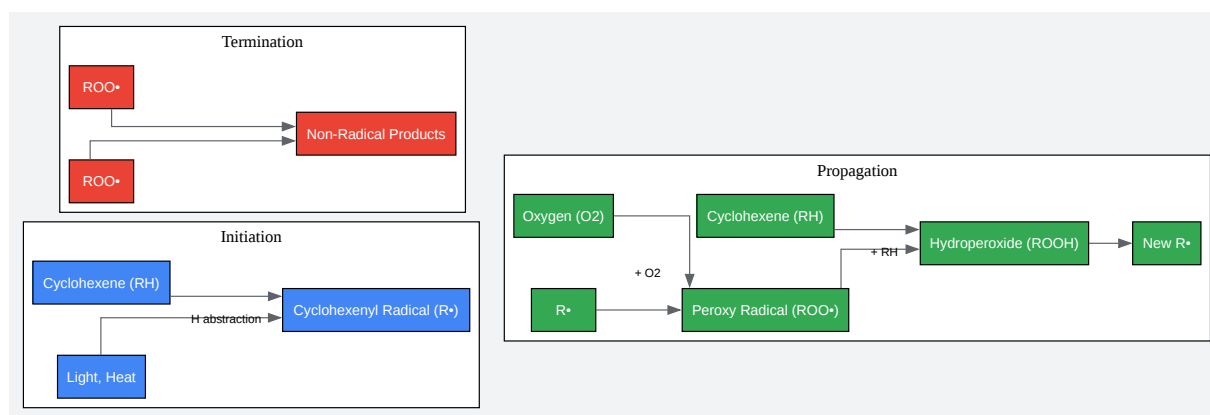 Termination
ROO•
Non-Radical Products
ROO•
Initiation
Cyclohexene (RH)
Cyclohexenyl Radical (R•)
H abstraction
Light, Heat
Propagation
Oxygen (O2)
Cyclohexene (RH)
Hydroperoxide (ROOH)
New R•
+ RH
+ O2
R•
Peroxy Radical (ROO•)